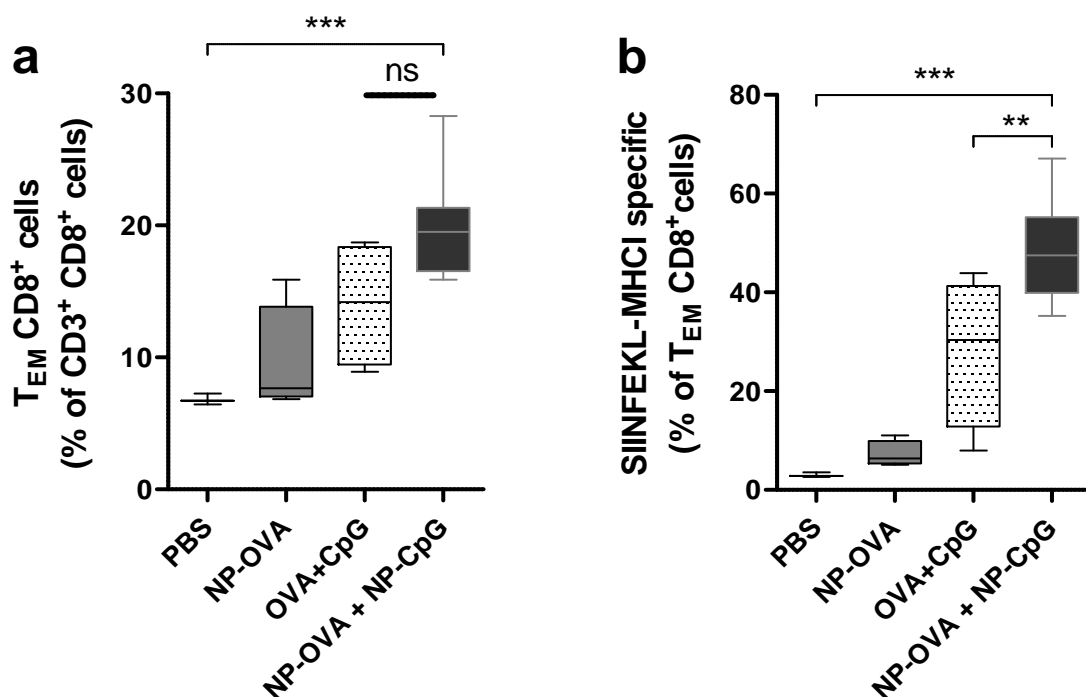 a
***
ns
T_EM CD8⁺ cells
(% of CD3⁺ CD8⁺ cells)
30
20
10
0
PBS
NP-OVA
OVA+CpG
NP-OVA + NP-CpG
b
***
**
SIINFEKL-MHCI specific
(% of T_EM CD8⁺cells)
80
60
40
20
0
PBS
NP-OVA
OVA+CpG
NP-OVA + NP-CpG